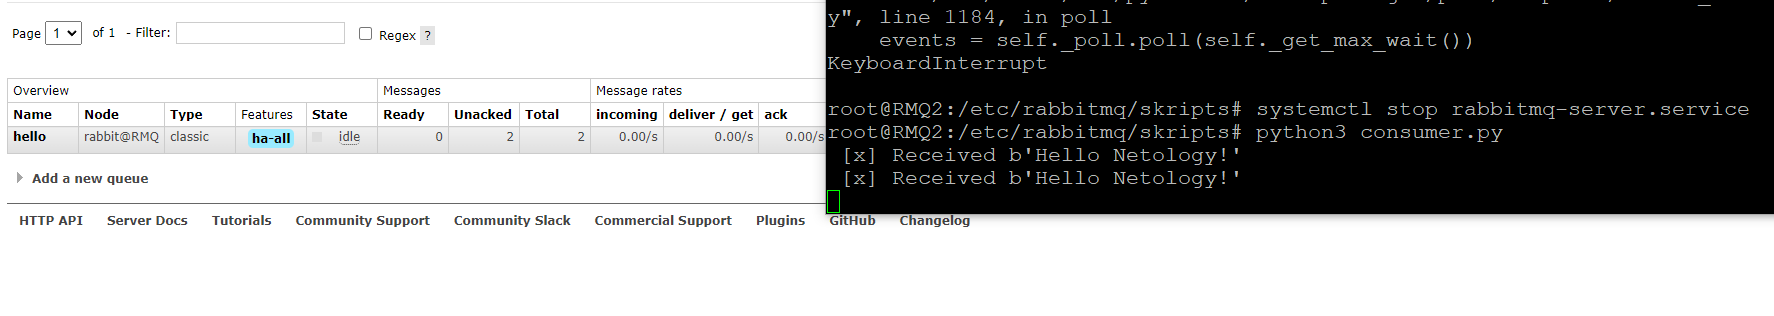 Page 1 of 1 - Filter: Regex ?
Overview Messages Message rates
Name Node Type Features State Ready Unacked Total incoming deliver / get ack
hello rabbit@RMQ classic ha-all idle 0 2 2 0.00/s 0.00/s 0.00/s
Add a new queue
HTTP API Server Docs Tutorials Community Support Community Slack Commercial Support Plugins GitHub Changelog
y", line 1184, in poll
events = self._poll.poll(self._get_max_wait())
KeyboardInterrupt
root@RMQ2:/etc/rabbitmq/skripts# systemctl stop rabbitmq-server.service
root@RMQ2:/etc/rabbitmq/skripts# python3 consumer.py
[x] Received b'Hello Netology!'
[x] Received b'Hello Netology!'